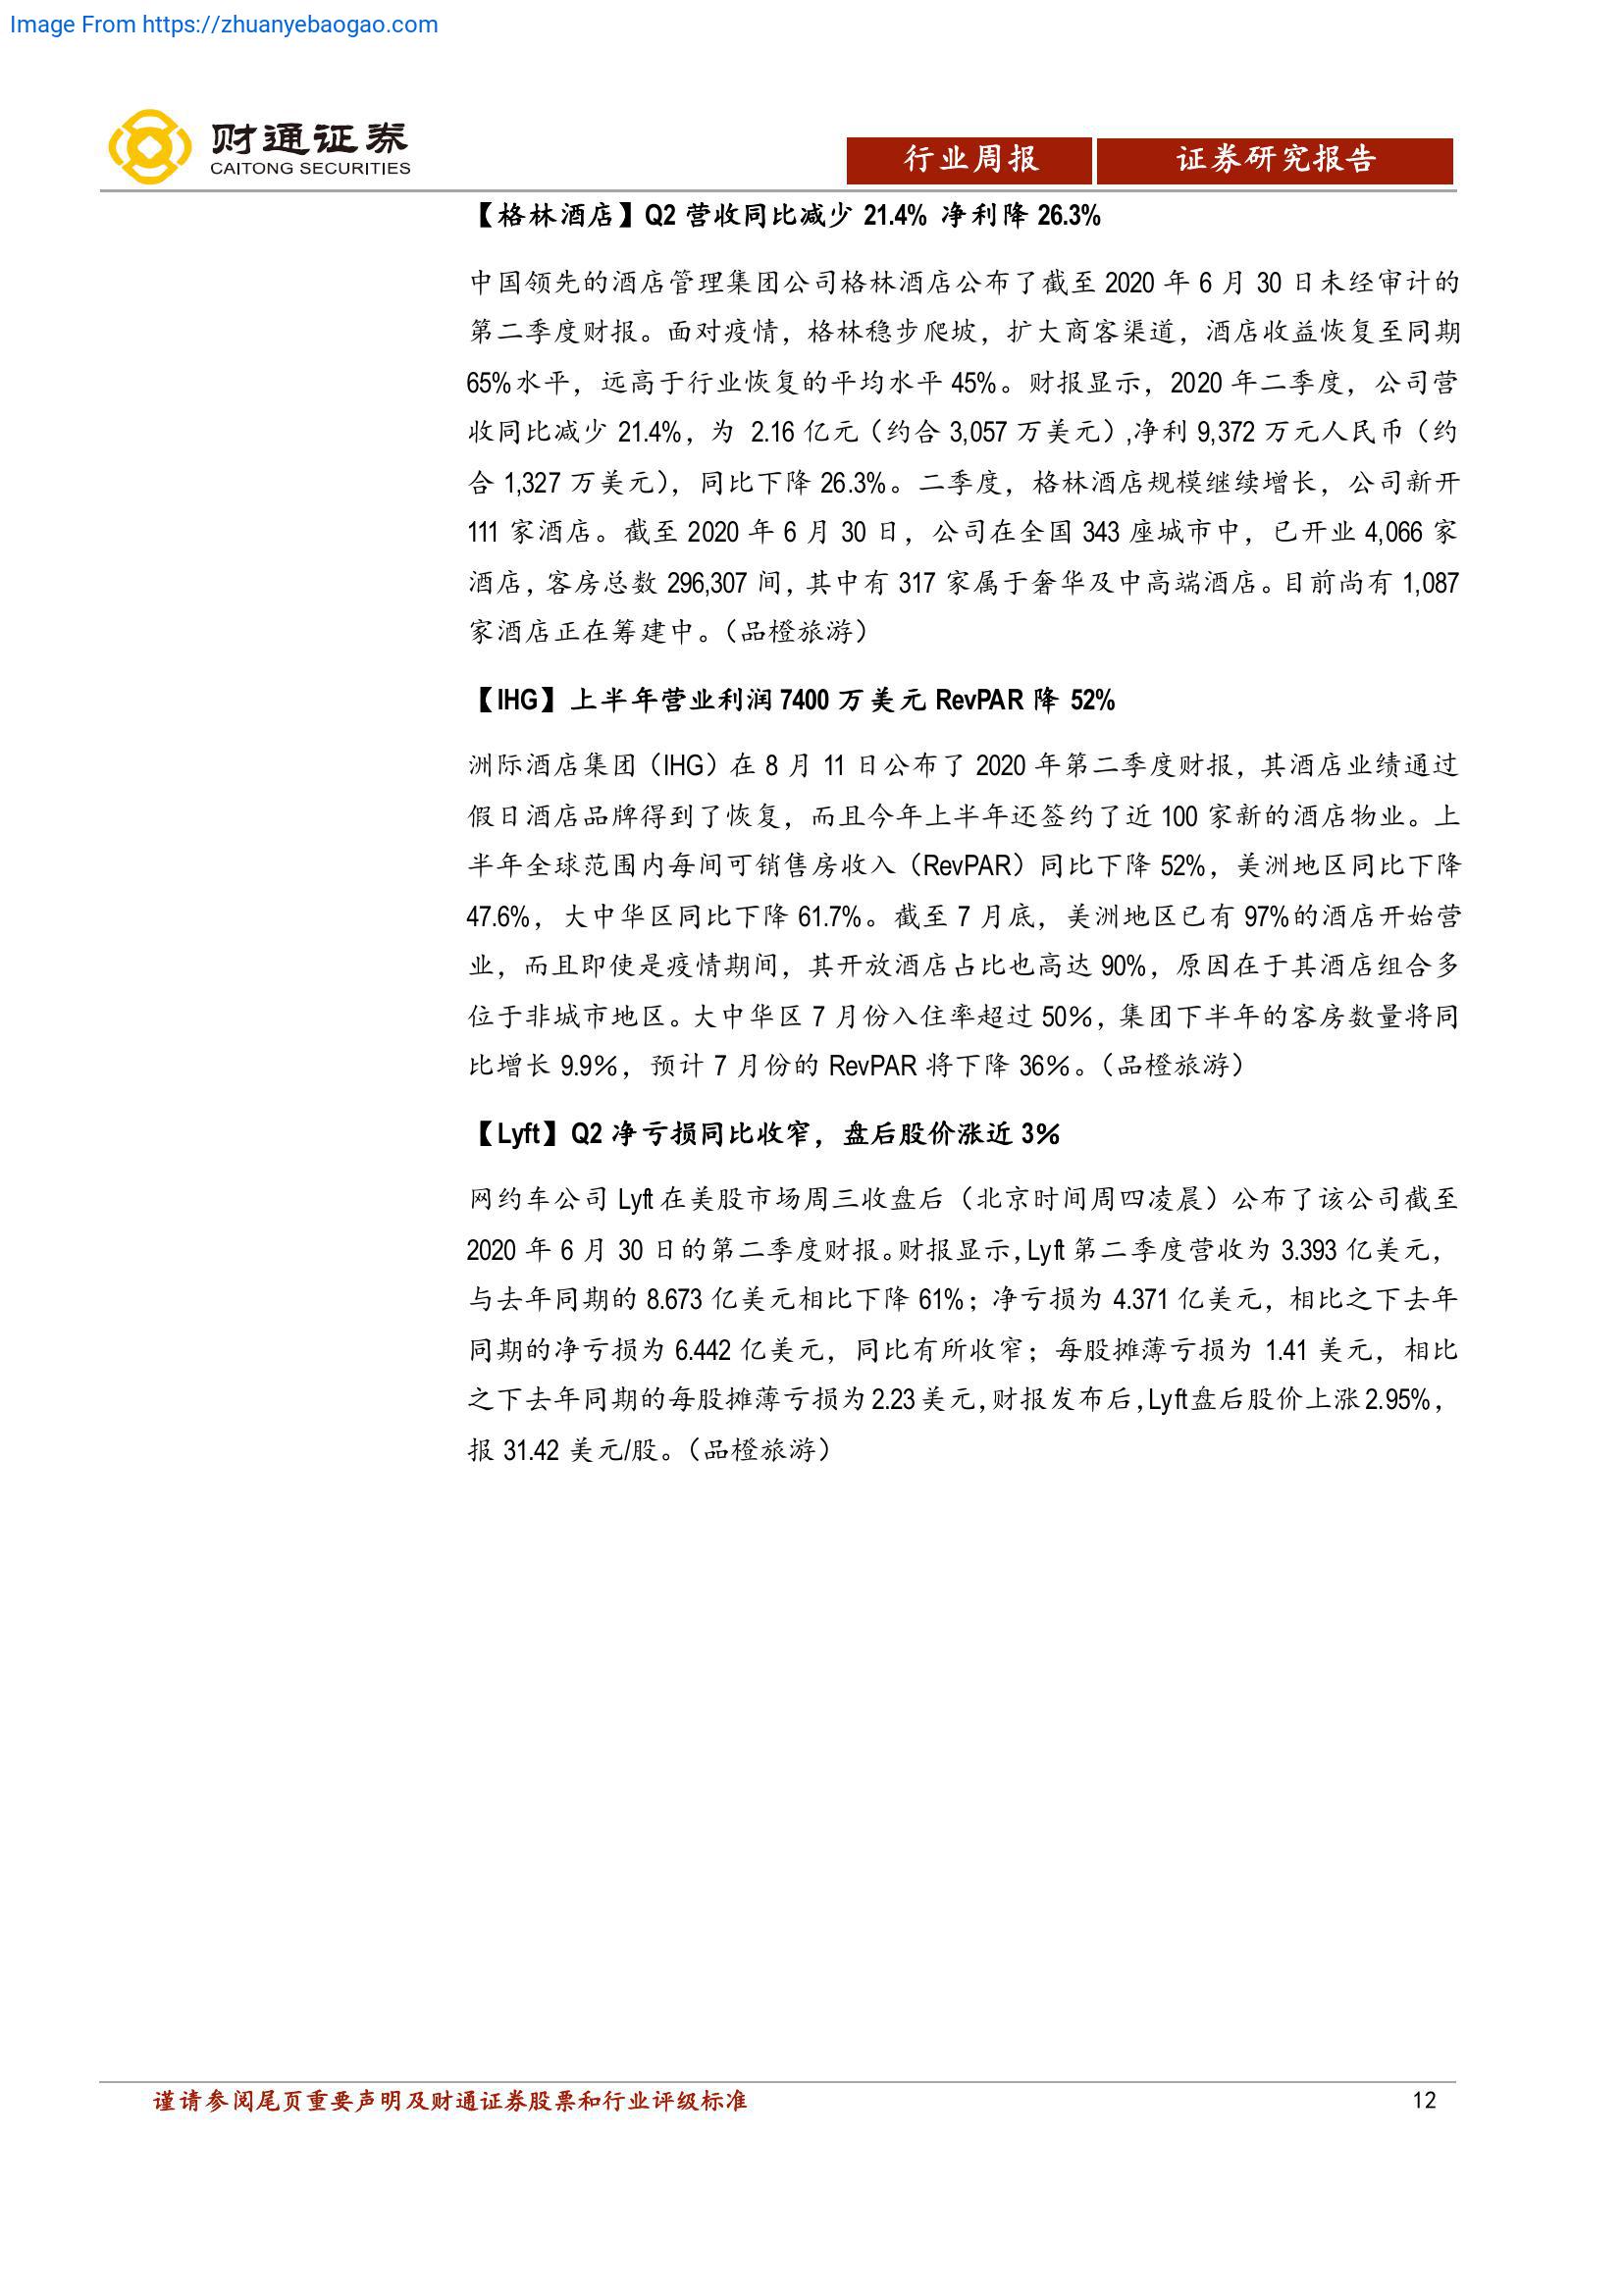 Image From https://zhuanyebaogao.com
财通证券
CAITONG SECURITIES
行业周报
证券研究报告
【格林酒店】Q2 营收同比减少 21.4% 净利降 26.3%
中国领先的酒店管理集团公司格林酒店公布了截至 2020 年 6 月 30 日未经审计的
第二季度财报。面对疫情，格林稳步爬坡，扩大商客渠道，酒店收益恢复至同期
65%水平，远高于行业恢复的平均水平 45%。财报显示，2020 年二季度，公司营
收同比减少 21.4%，为 2.16 亿元（约合 3,057 万美元）,净利 9,372 万元人民币（约
合 1,327 万美元），同比下降 26.3%。二季度，格林酒店规模继续增长，公司新开
111 家酒店。截至 2020 年 6 月 30 日，公司在全国 343 座城市中，已开业 4,066 家
酒店，客房总数 296,307 间，其中有 317 家属于奢华及中高端酒店。目前尚有 1,087
家酒店正在筹建中。（品橙旅游）
【IHG】上半年营业利润 7400 万美元 RevPAR 降 52%
洲际酒店集团（IHG）在 8 月 11 日公布了 2020 年第二季度财报，其酒店业绩通过
假日酒店品牌得到了恢复，而且今年上半年还签约了近 100 家新的酒店物业。上
半年全球范围内每间可销售房收入（RevPAR）同比下降 52%，美洲地区同比下降
47.6%，大中华区同比下降 61.7%。截至 7 月底，美洲地区已有 97%的酒店开始营
业，而且即使是疫情期间，其开放酒店占比也高达 90%，原因在于其酒店组合多
位于非城市地区。大中华区 7 月份入住率超过 50%，集团下半年的客房数量将同
比增长 9.9%，预计 7 月份的 RevPAR 将下降 36%。（品橙旅游）
【Lyft】Q2 净亏损同比收窄，盘后股价涨近 3%
网约车公司 Lyft 在美股市场周三收盘后（北京时间周四凌晨）公布了该公司截至
2020 年 6 月 30 日的第二季度财报。财报显示，Lyft 第二季度营收为 3.393 亿美元，
与去年同期的 8.673 亿美元相比下降 61%；净亏损为 4.371 亿美元，相比之下去年
同期的净亏损为 6.442 亿美元，同比有所收窄；每股摊薄亏损为 1.41 美元，相比
之下去年同期的每股摊薄亏损为 2.23 美元，财报发布后，Lyft 盘后股价上涨 2.95%，
报 31.42 美元/股。（品橙旅游）
谨请参阅尾页重要声明及财通证券股票和行业评级标准
12